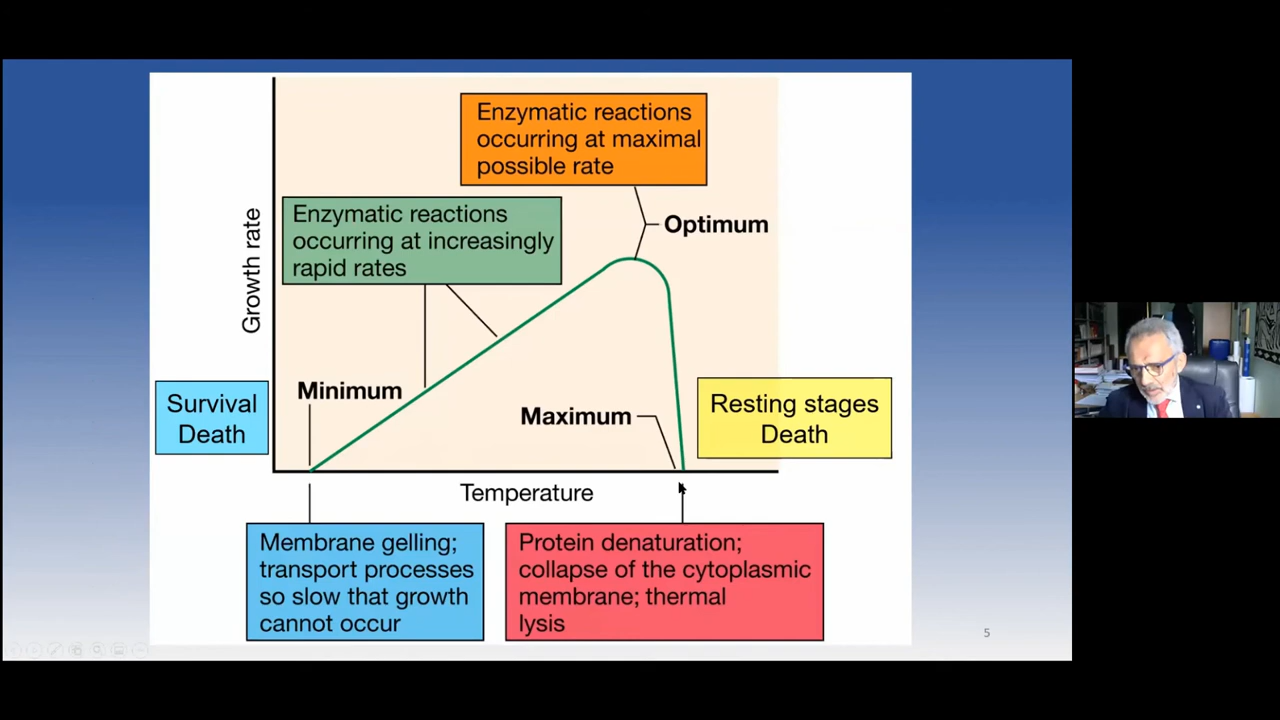 Enzymatic reactions
occurring at maximal
possible rate
Enzymatic reactions
occurring at increasingly
rapid rates
Optimum
Growth rate
Minimum
Maximum
Survival
Death
Resting stages
Death
Temperature
Membrane gelling;
transport processes
so slow that growth
cannot occur
Protein denaturation;
collapse of the cytoplasmic
membrane; thermal
lysis
5